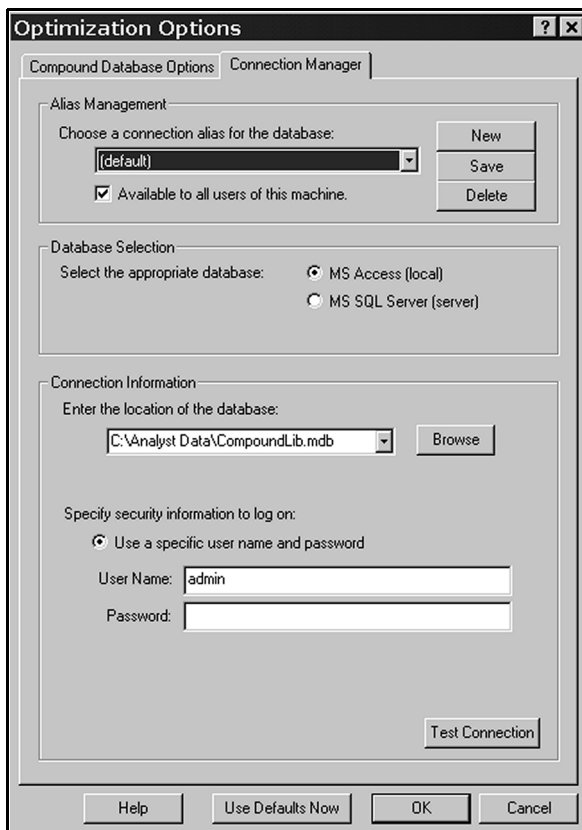 Optimization Options
Compound Database Options
Connection Manager
Alias Management
Choose a connection alias for the database:
(default)
Available to all users of this machine.
New
Save
Delete
Database Selection
Select the appropriate database:
MS Access (local)
MS SQL Server (server)
Connection Information
Enter the location of the database:
C:\Analyst Data\CompoundLib.mdb
Browse
Specify security information to log on:
Use a specific user name and password
User Name:
admin
Password:
Test Connection
Help
Use Defaults Now
OK
Cancel